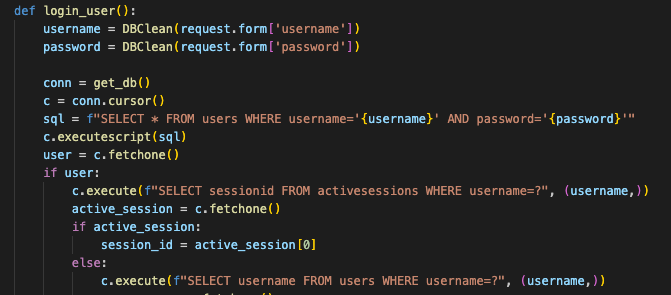 def login_user():
    username = DBClean(request.form['username'])
    password = DBClean(request.form['password'])

    conn = get_db()
    c = conn.cursor()
    sql = f"SELECT * FROM users WHERE username='{username}' AND password='{password}'"
    c.executescript(sql)
    user = c.fetchone()
    if user:
        c.execute(f"SELECT sessionid FROM activesessions WHERE username=?", (username,))
        active_session = c.fetchone()
        if active_session:
            session_id = active_session[0]
        else:
            c.execute(f"SELECT username FROM users WHERE username=?", (username,))